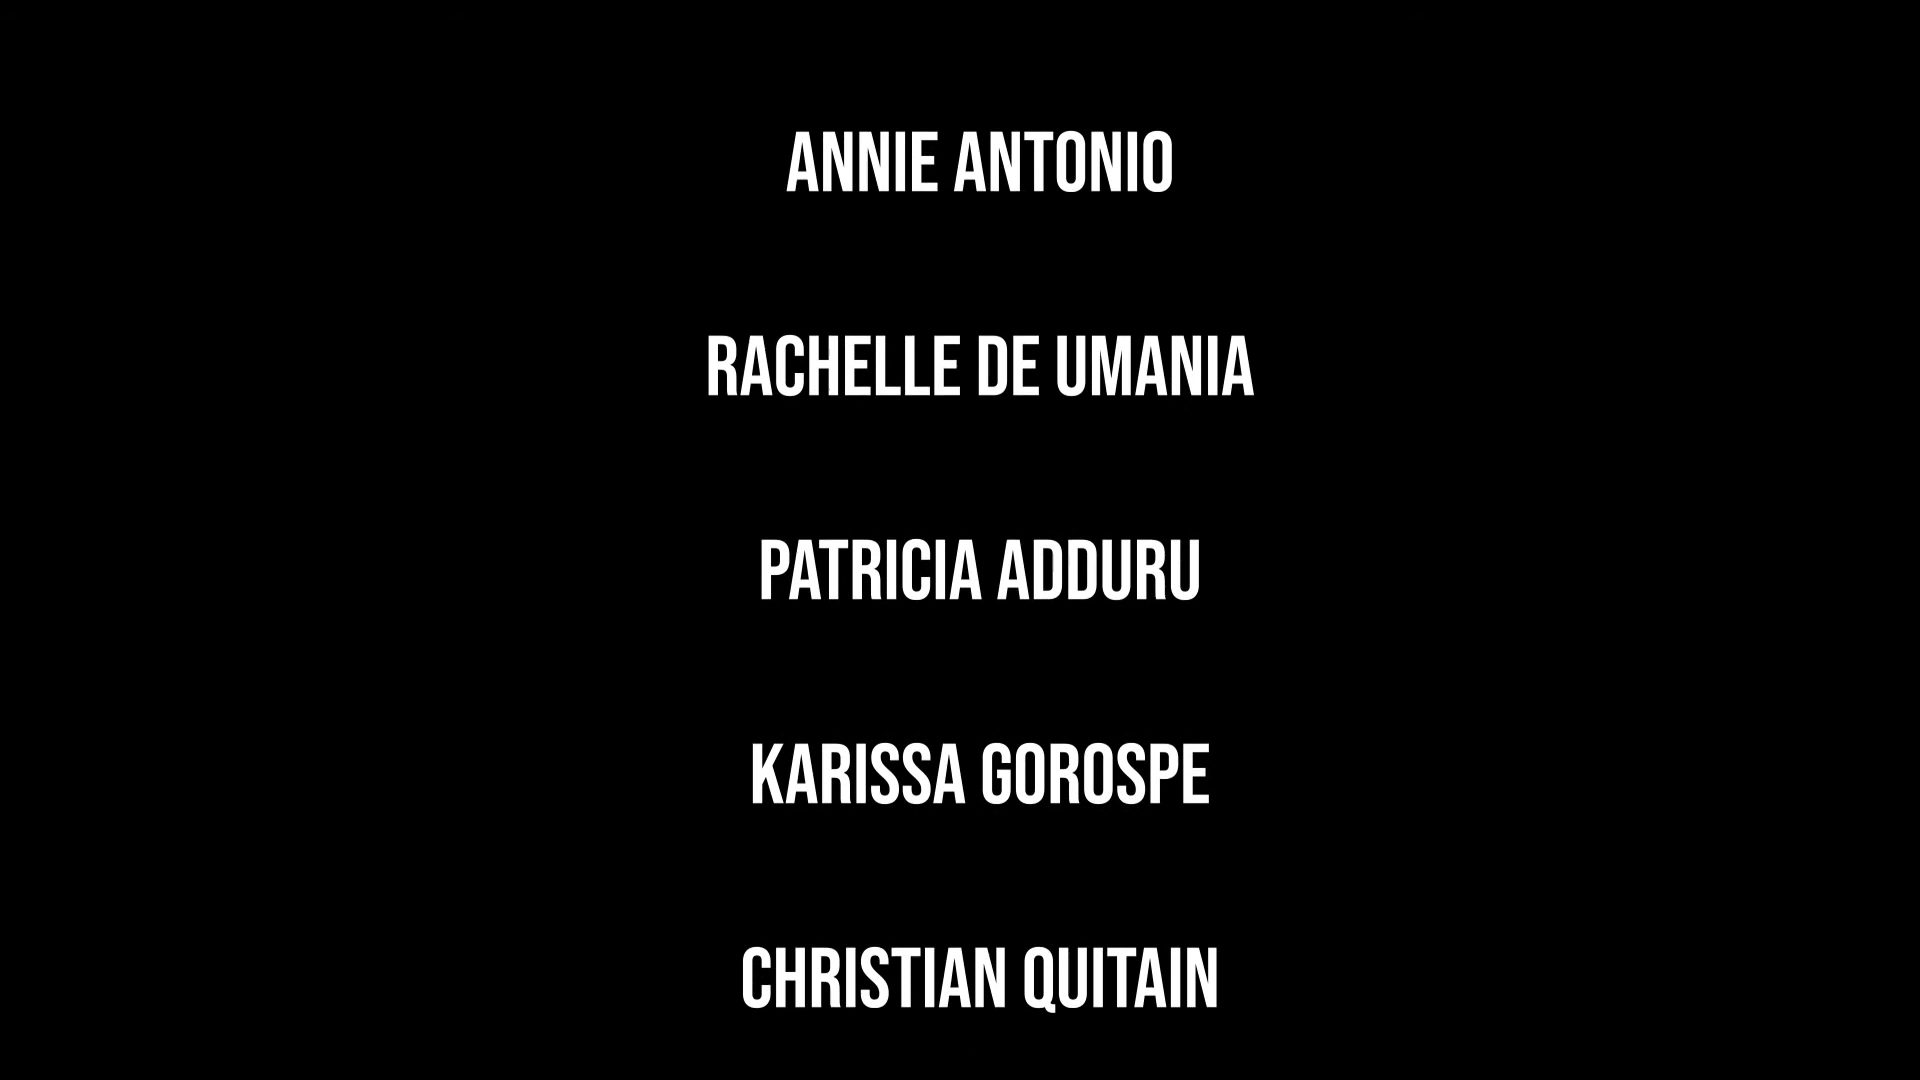 ANNIE ANTONIO
RACHELLE DE UMANIA
PATRICIA ADDURU
KARISSA GOROSPE
CHRISTIAN QUITAIN